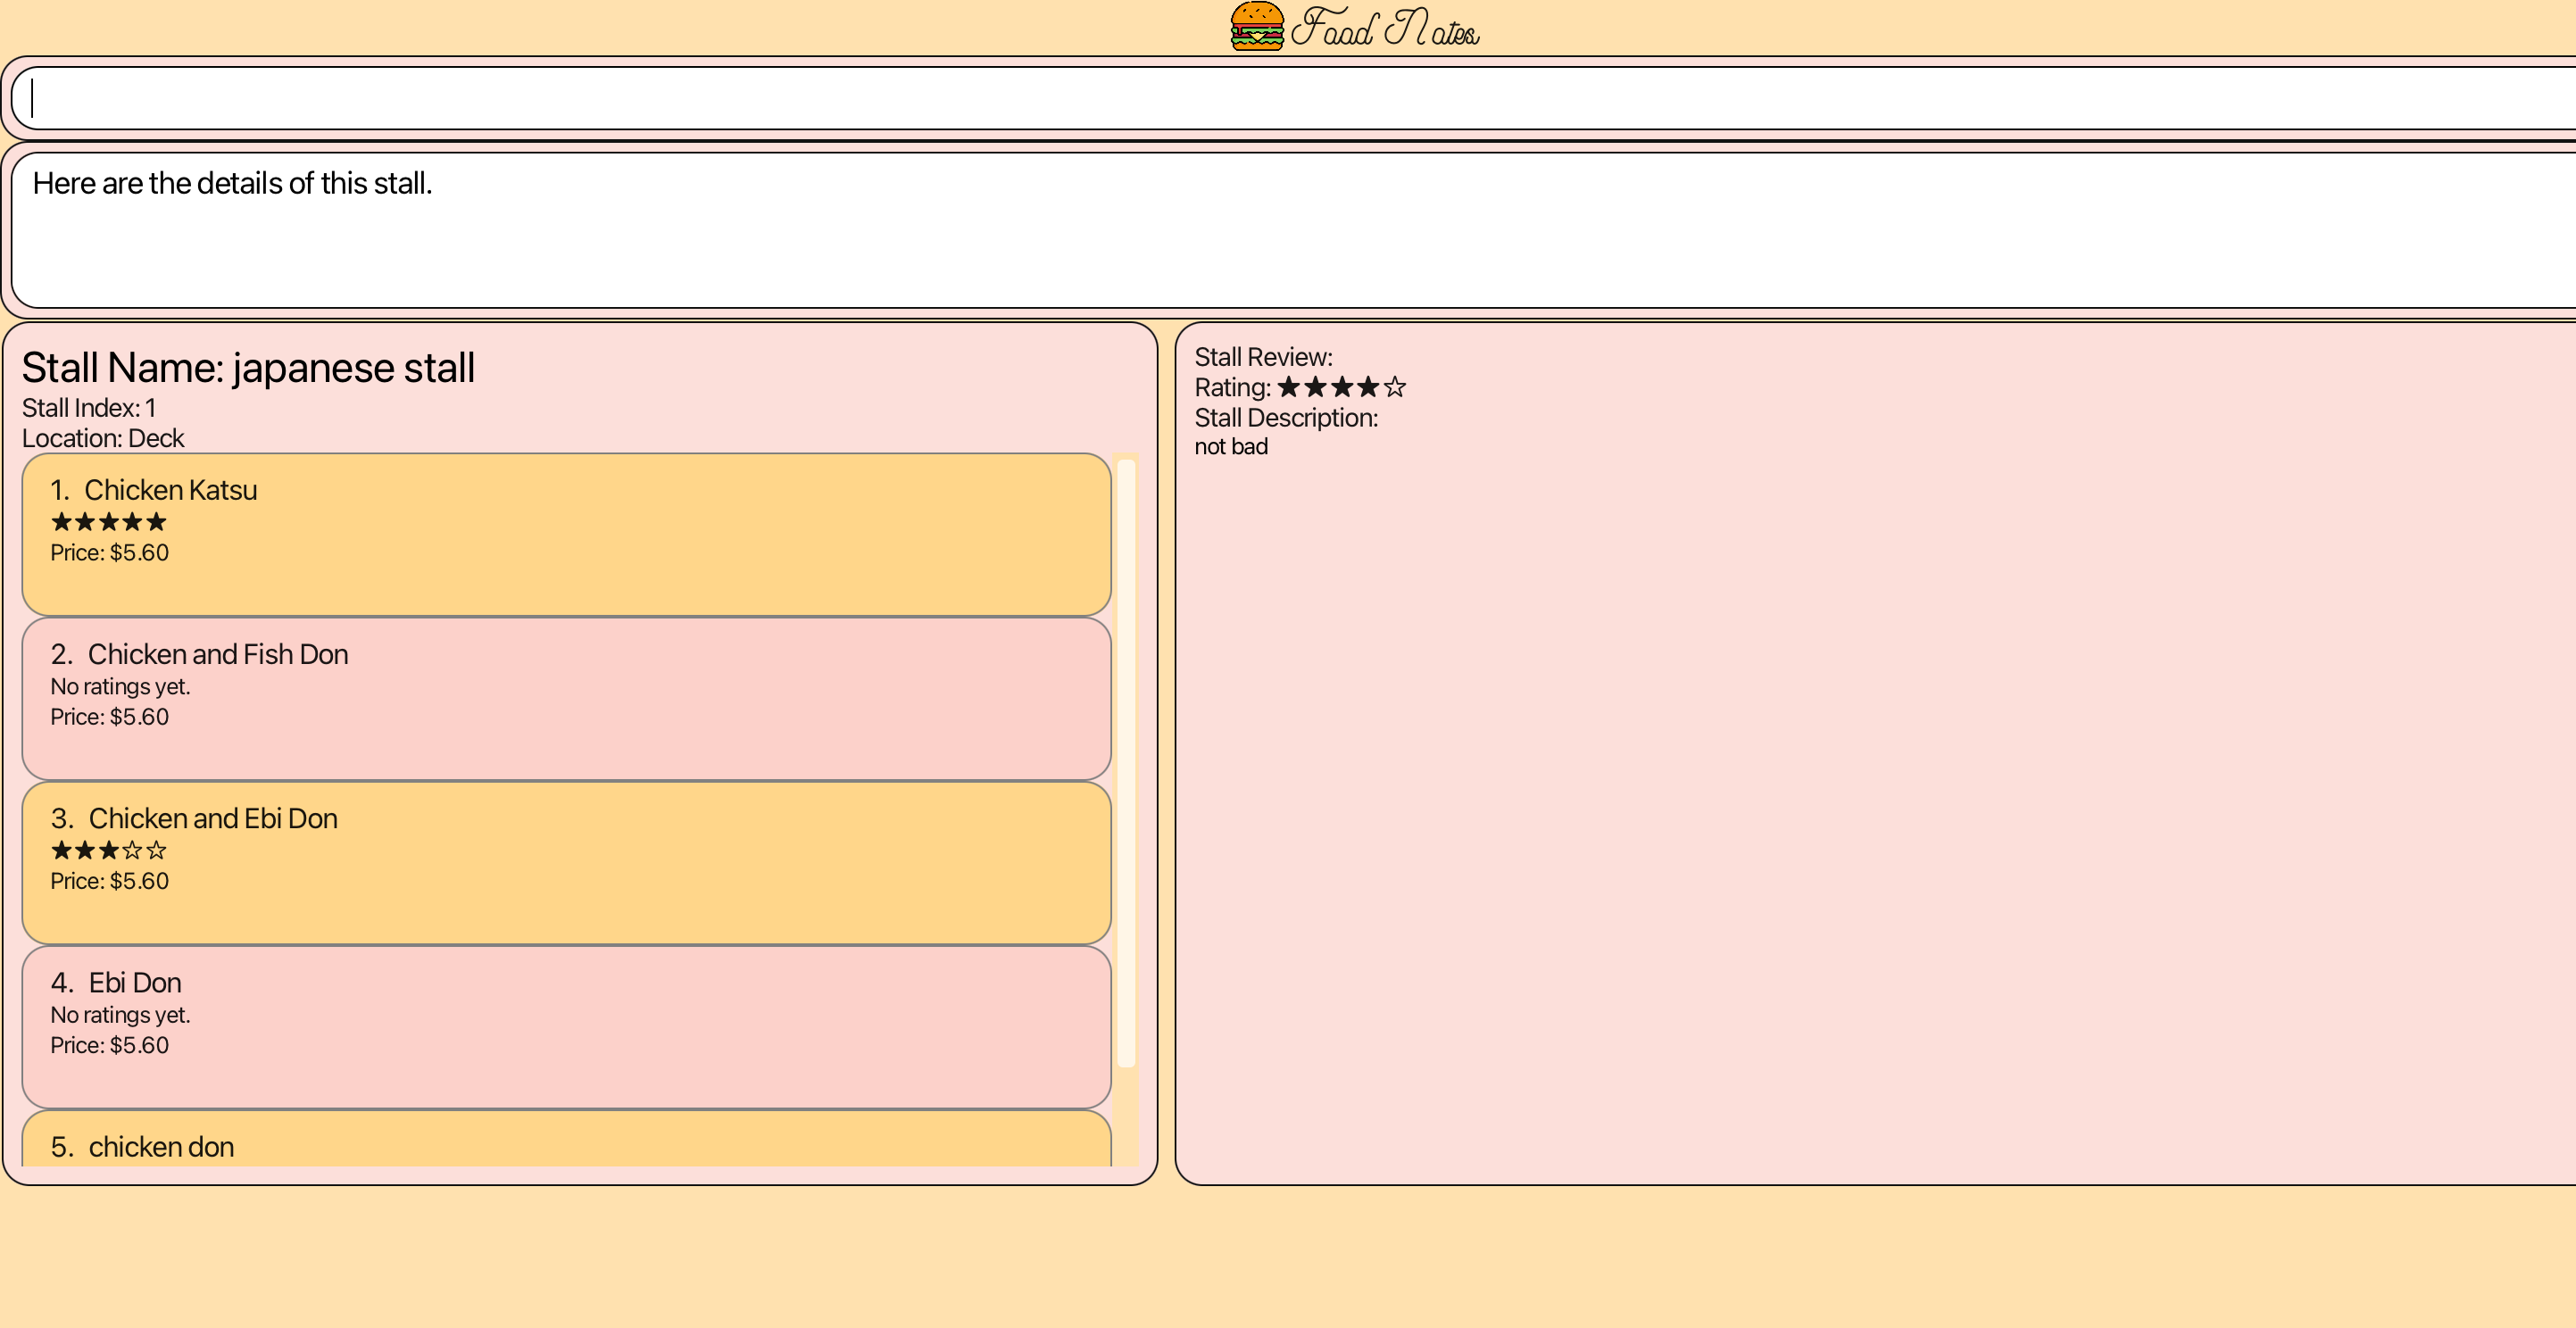 Food Notes
Here are the details of this stall.
Stall Name: japanese stall
Stall Index: 1
Location: Deck
1. Chicken Katsu
★★★★★
Price: $5.60
2. Chicken and Fish Don
No ratings yet.
Price: $5.60
3. Chicken and Ebi Don
★★★☆☆
Price: $5.60
4. Ebi Don
No ratings yet.
Price: $5.60
5. chicken don
Stall Review:
Rating: ★★★★☆
Stall Description:
not bad